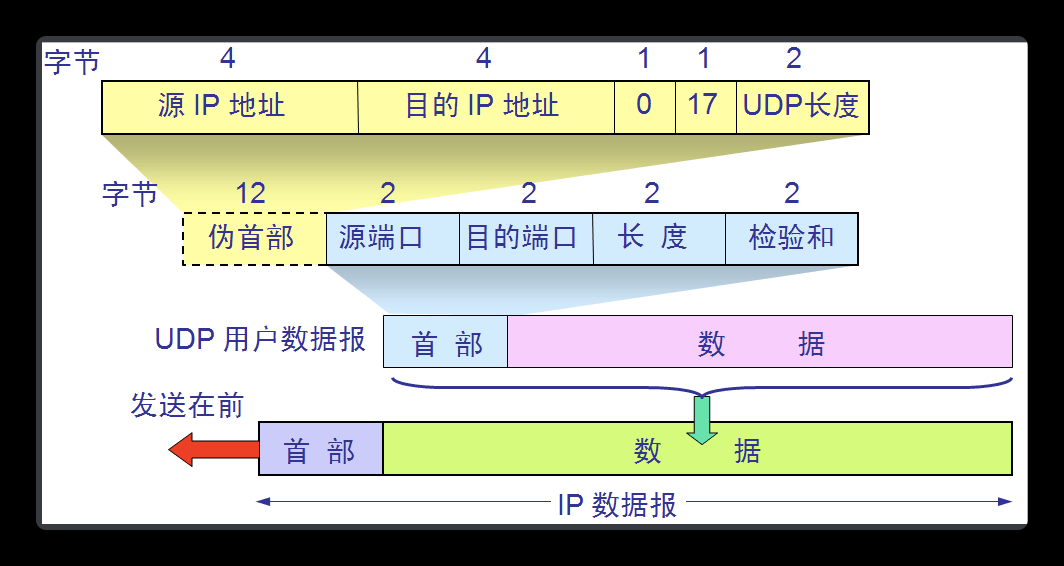 字节 4 4 1 1 2
源 IP 地址 目的 IP 地址 0 17 UDP长度
字节 12 2 2 2 2
伪首部 源端口 目的端口 长 度 检验和
UDP 用户数据报 首 部 数 据
发送在前
首 部 数 据
IP 数据报